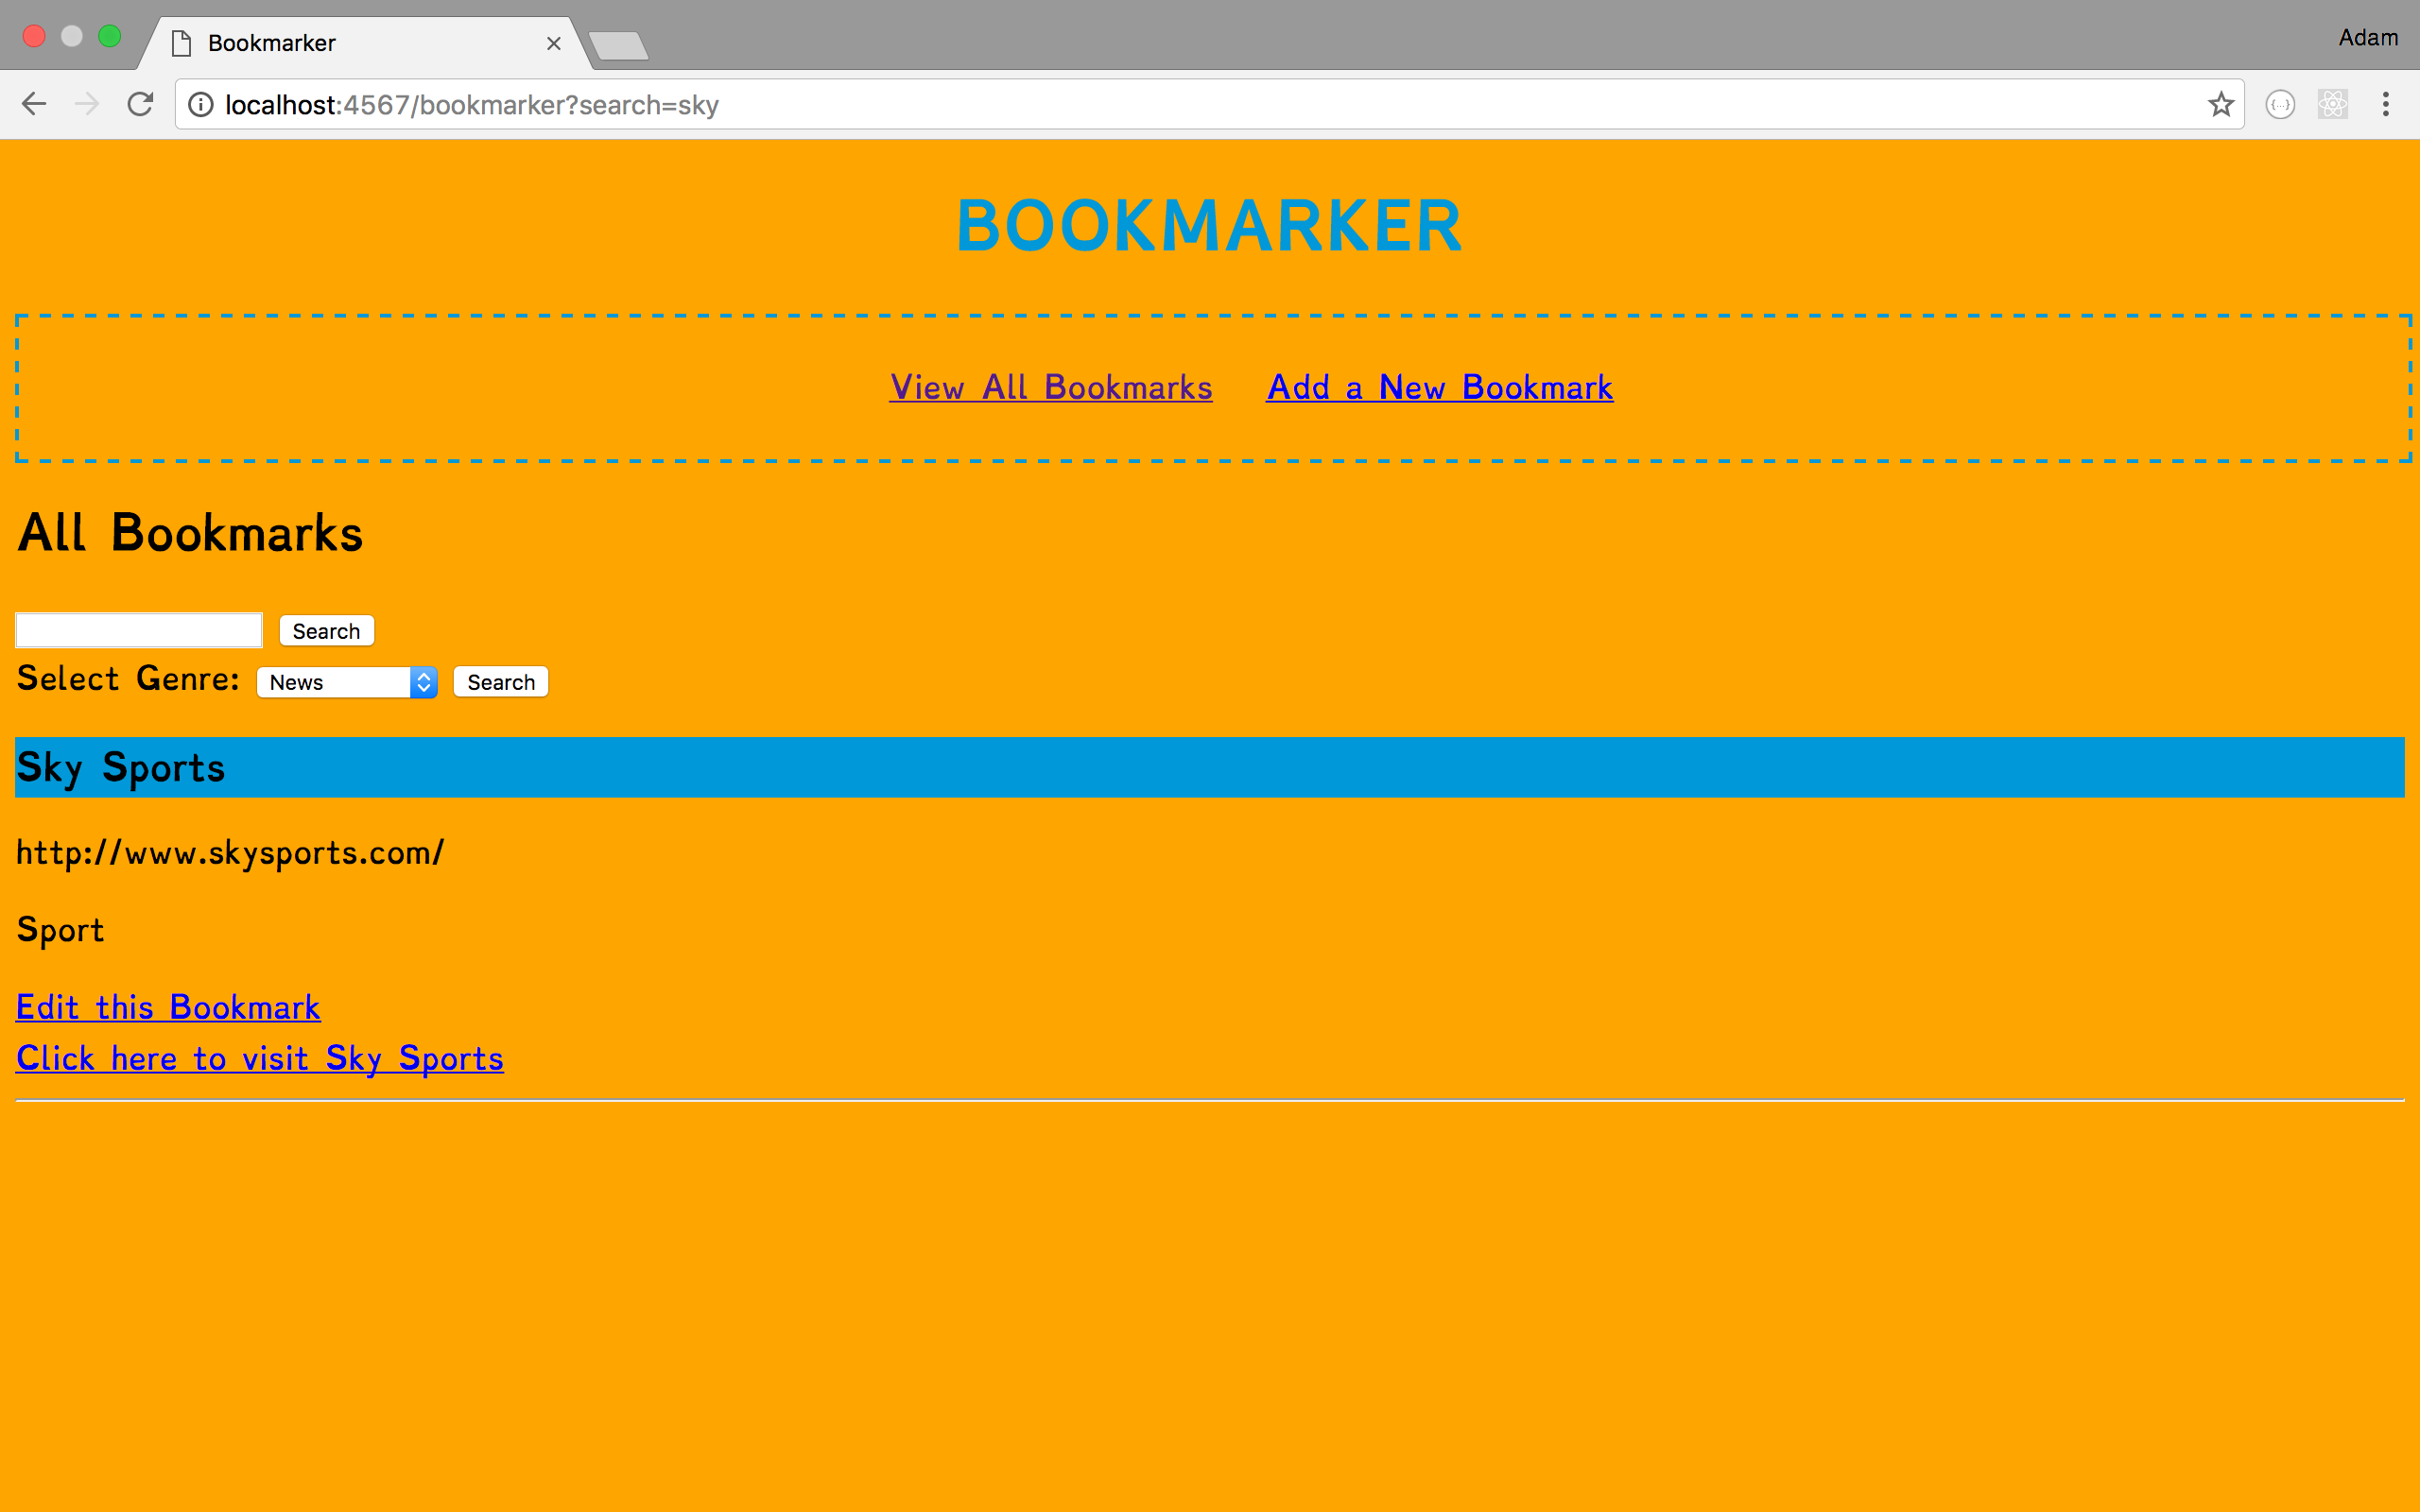 Bookmarker
Adam
localhost:4567/bookmarker?search=sky
BOOKMARKER
View All Bookmarks Add a New Bookmark
All Bookmarks
Search
Select Genre: News Search
Sky Sports
http://www.skysports.com/
Sport
Edit this Bookmark
Click here to visit Sky Sports